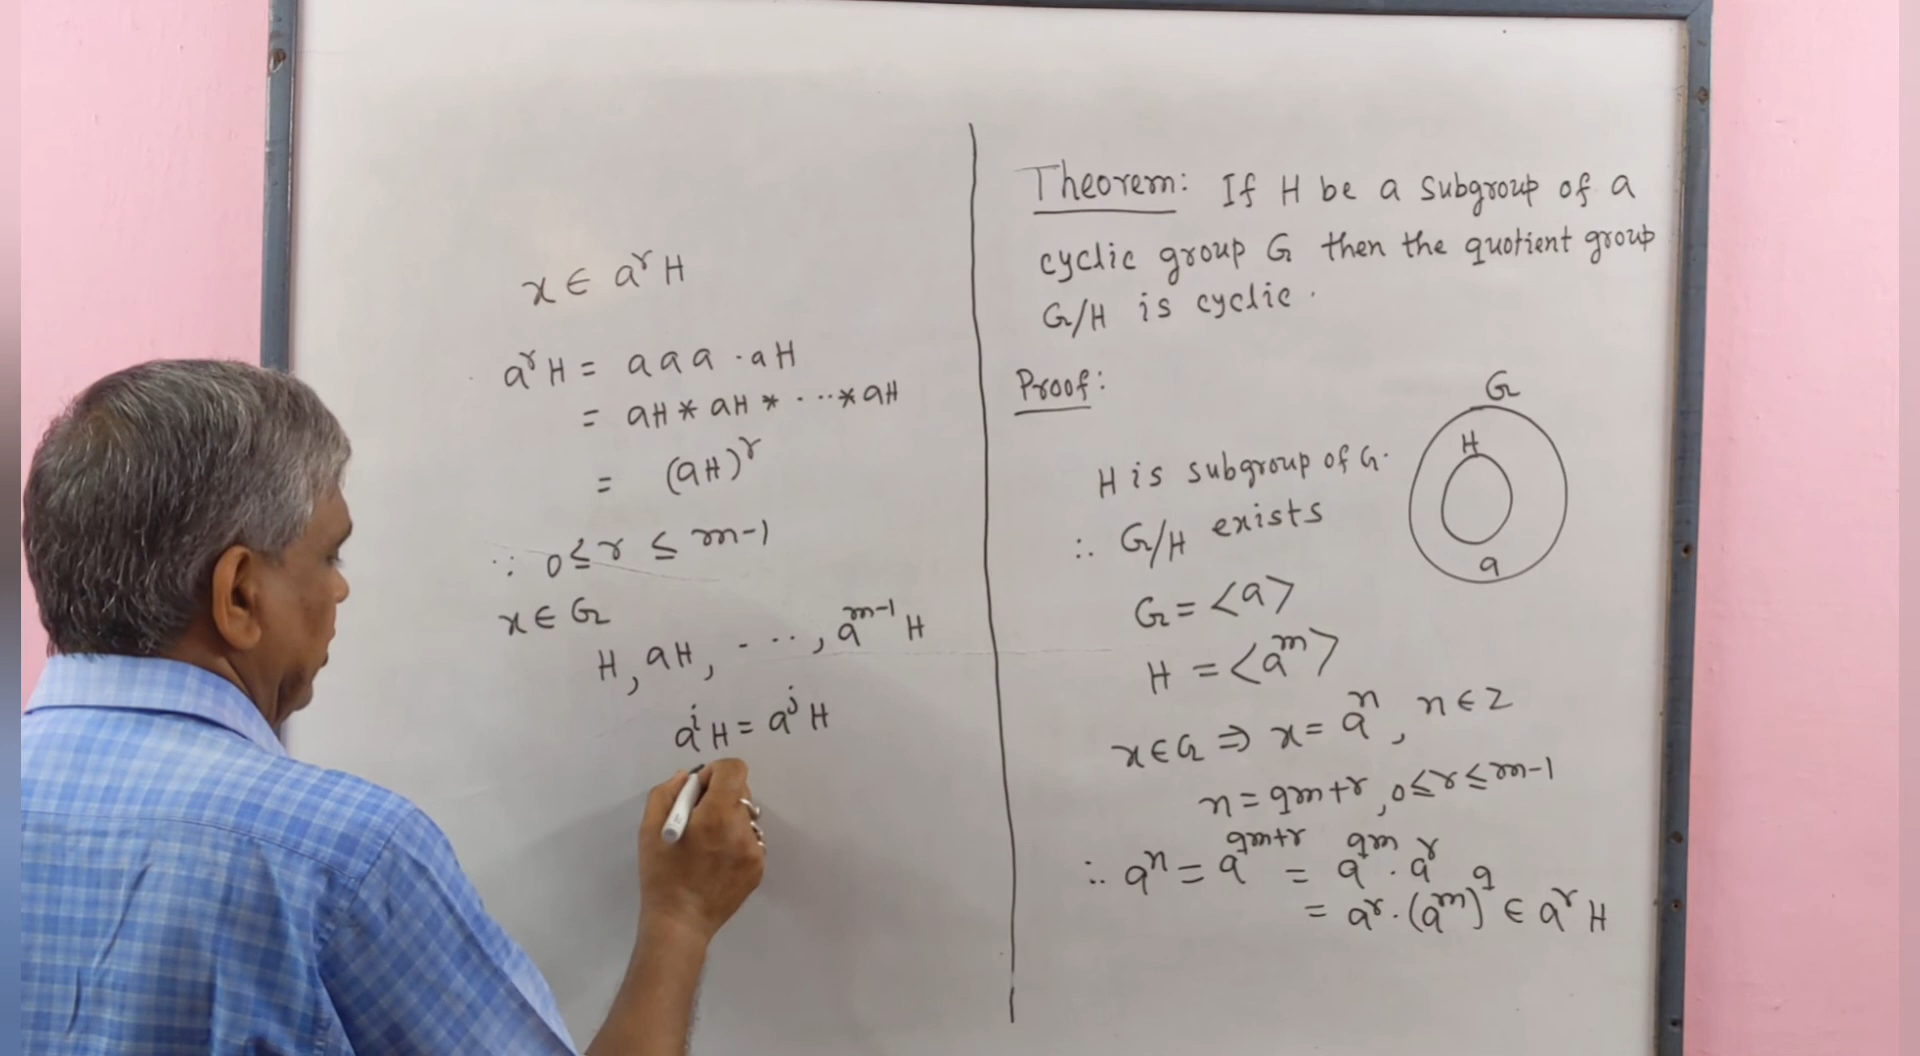 x ∈ a^r H
a^r H = a a a · a H
= aH * aH * ··· * aH
= (aH)^r
∵ 0 ≤ r ≤ m-1
x ∈ G
H, aH, ···, a^{m-1} H
a^i H = a^j H
Theorem: If H be a subgroup of a
cyclic group G then the quotient group
G/H is cyclic.
Proof:
G
H
a
H is subgroup of G.
∴ G/H exists
G = <a>
H = <a^m>
x ∈ G ⇒ x = a^n, n ∈ Z
n = qm+r, 0 ≤ r ≤ m-1
∴ a^n = a^{qm+r} = a^{qm} · a^r
= a^r · (a^m)^q ∈ a^r H